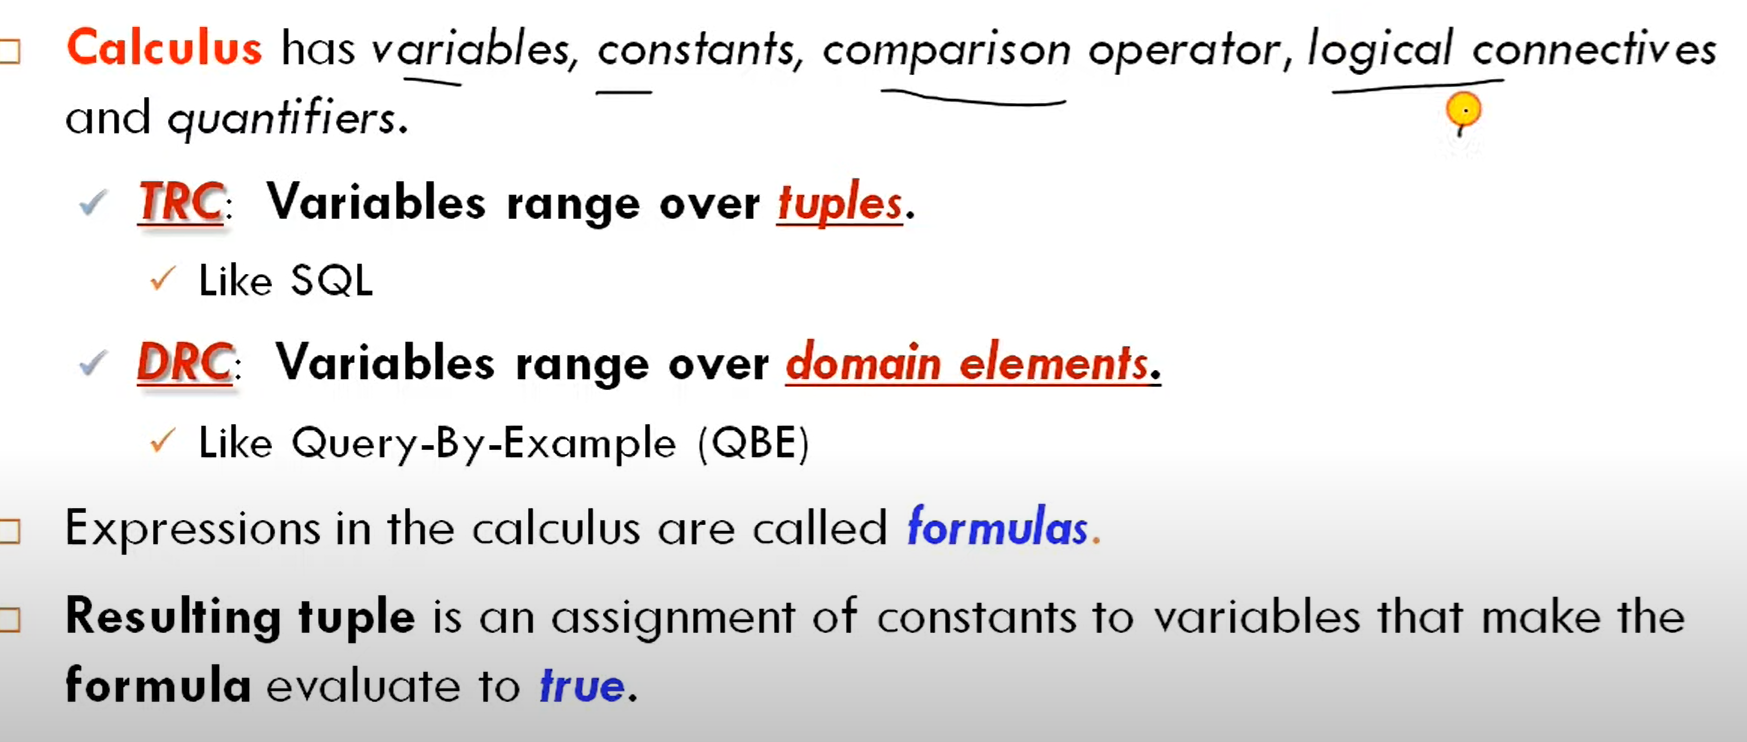 Calculus has variables, constants, comparison operator, logical connectives
and quantifiers.
TRC: Variables range over tuples.
Like SQL
DRC: Variables range over domain elements.
Like Query-By-Example (QBE)
Expressions in the calculus are called formulas.
Resulting tuple is an assignment of constants to variables that make the
formula evaluate to true.